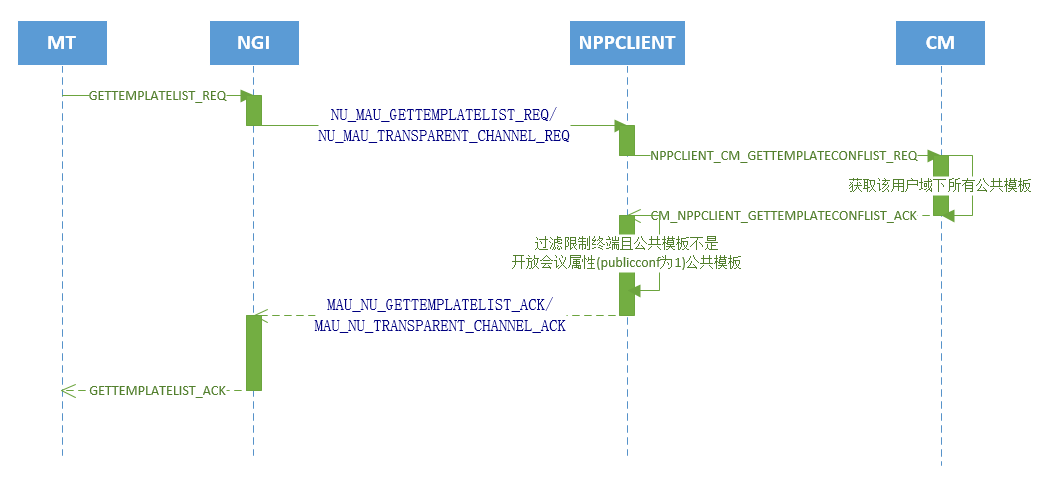 MT
NGI
NPPCLIENT
CM
GETTEMPLATELIST_REQ
NU_MAU_GETTEMPLATELIST_REQ/
NU_MAU_TRANSPARENT_CHANNEL_REQ
NPPCLIENT_CM_GETTEMPLATECONFLIST_REQ
获取该用户域下所有公共模板
CM_NPPCLIENT_GETTEMPLATECONFLIST_ACK
过滤限制终端且公共模板不是
开放会议属性(publicconf为1)公共模板
MAU_NU_GETTEMPLATELIST_ACK/
MAU_NU_TRANSPARENT_CHANNEL_ACK
GETTEMPLATELIST_ACK